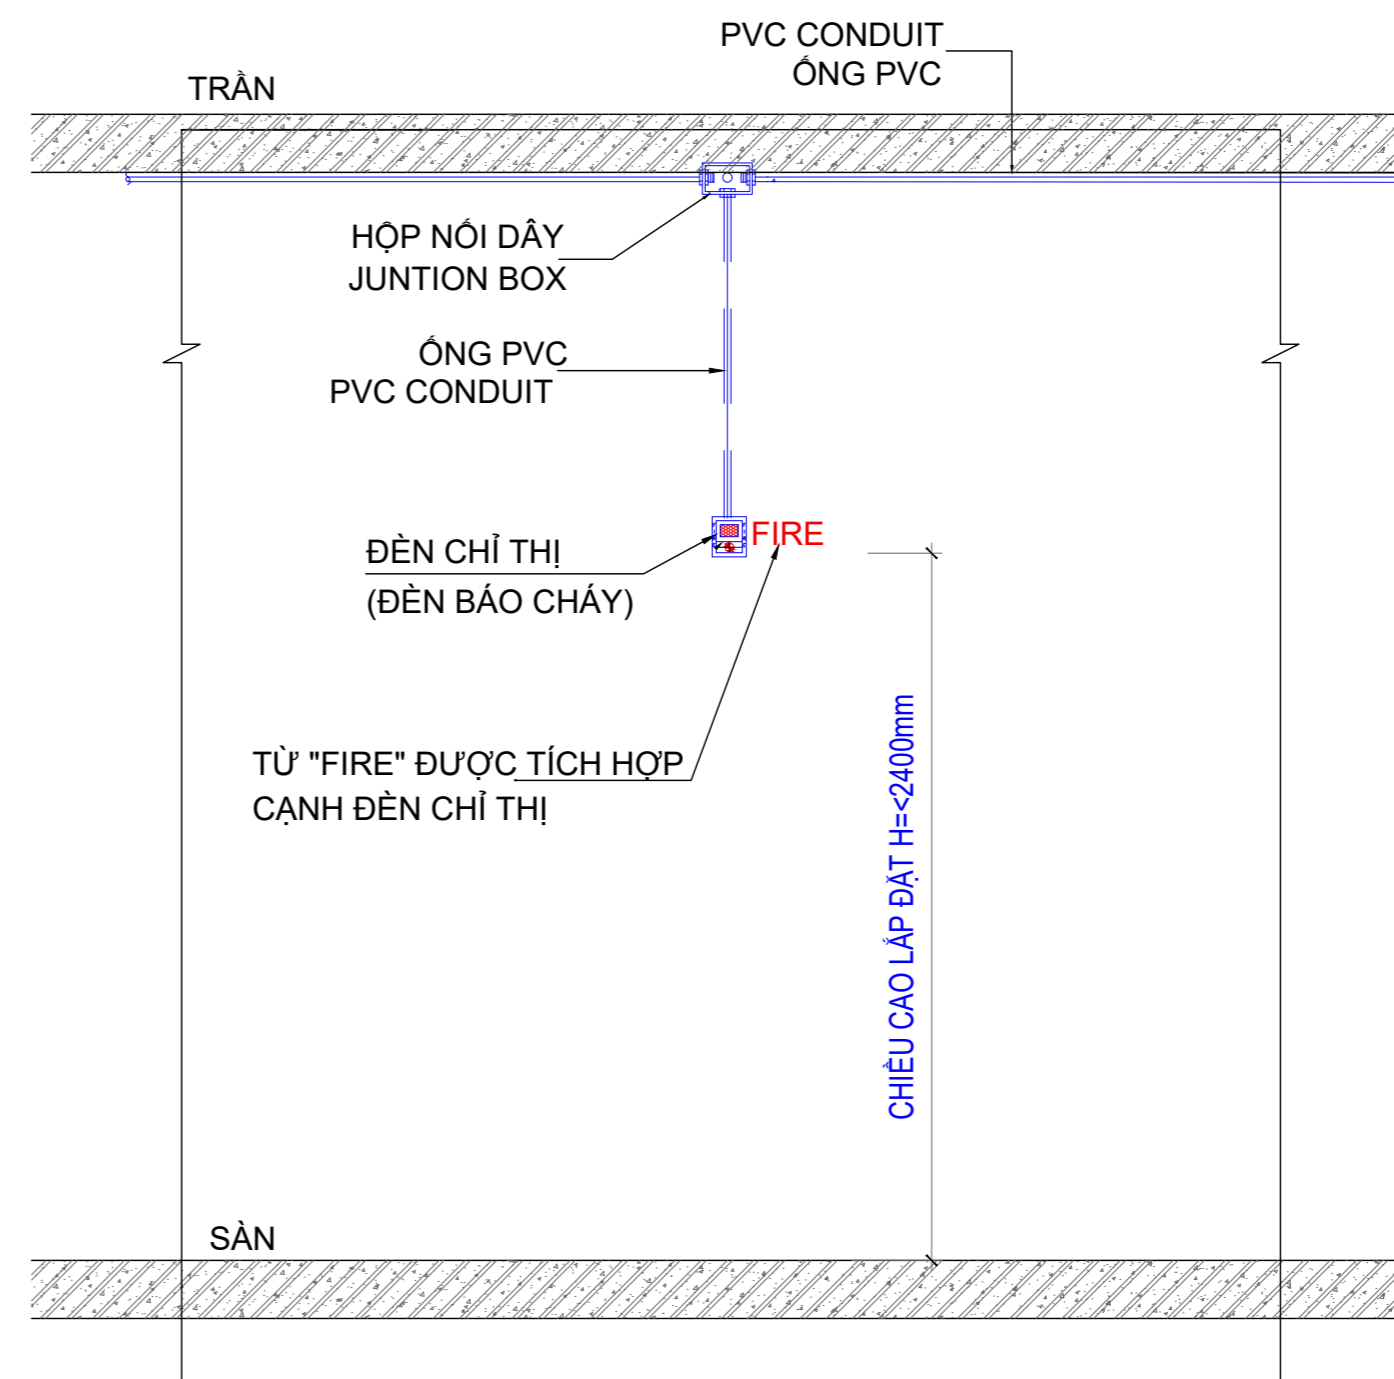 PVC CONDUIT
ỐNG PVC
TRẦN
HỘP NỐI DÂY
JUNTION BOX
ỐNG PVC
PVC CONDUIT
FIRE
ĐÈN CHỈ THỊ
(ĐÈN BÁO CHÁY)
TỪ "FIRE" ĐƯỢC TÍCH HỢP
CẠNH ĐÈN CHỈ THỊ
CHIỀU CAO LẮP ĐẶT H=<2400mm
SÀN